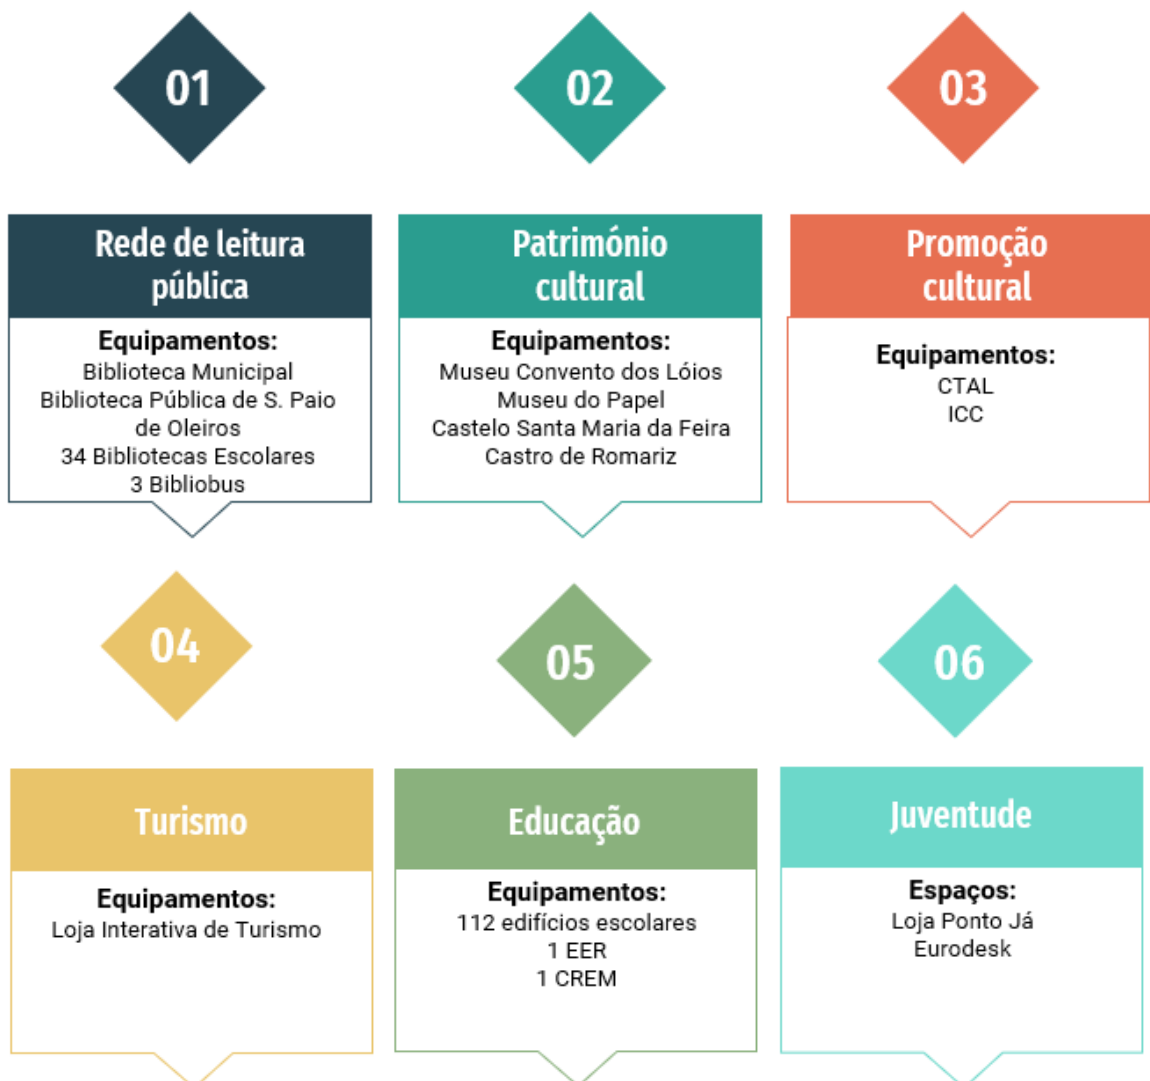 01
Rede de leitura
pública
Equipamentos:
Biblioteca Municipal
Biblioteca Pública de S. Paio
de Oleiros
34 Bibliotecas Escolares
3 Bibliobus
02
Património
cultural
Equipamentos:
Museu Convento dos Lóios
Museu do Papel
Castelo Santa Maria da Feira
Castro de Romariz
03
Promoção
cultural
Equipamentos:
CTAL
ICC
04
Turismo
Equipamentos:
Loja Interativa de Turismo
05
Educação
Equipamentos:
112 edifícios escolares
1 EER
1 CREM
06
Juventude
Espaços:
Loja Ponto Já
Eurodesk